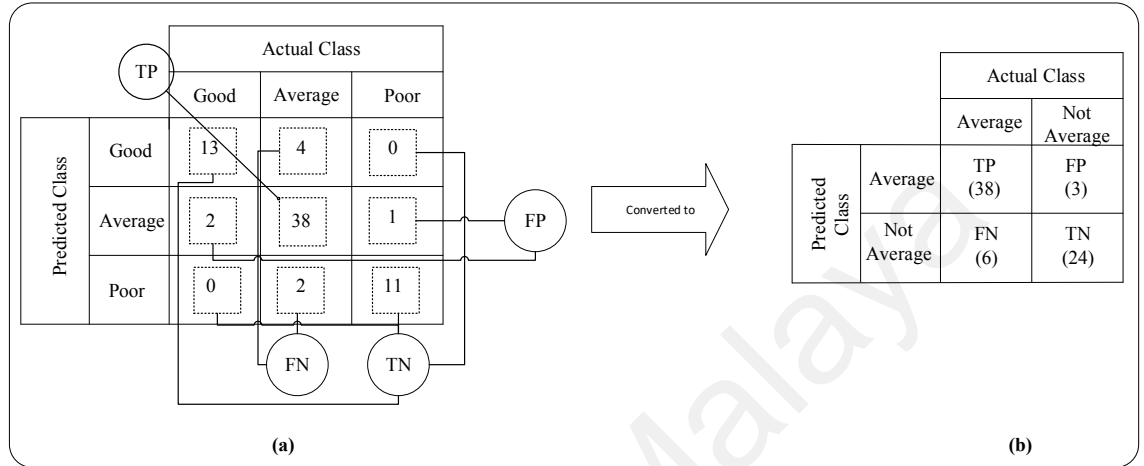 Actual Class
TP
Good Average Poor
Predicted Class
Good 13 4 0
Average 2 38 1
Poor 0 2 11
FP
FN
TN
(a)
Converted to
Actual Class
Average Not
Average
Predicted
Class
Average TP FP
(38) (3)
Not
Average FN TN
(6) (24)
(b)
Malaya